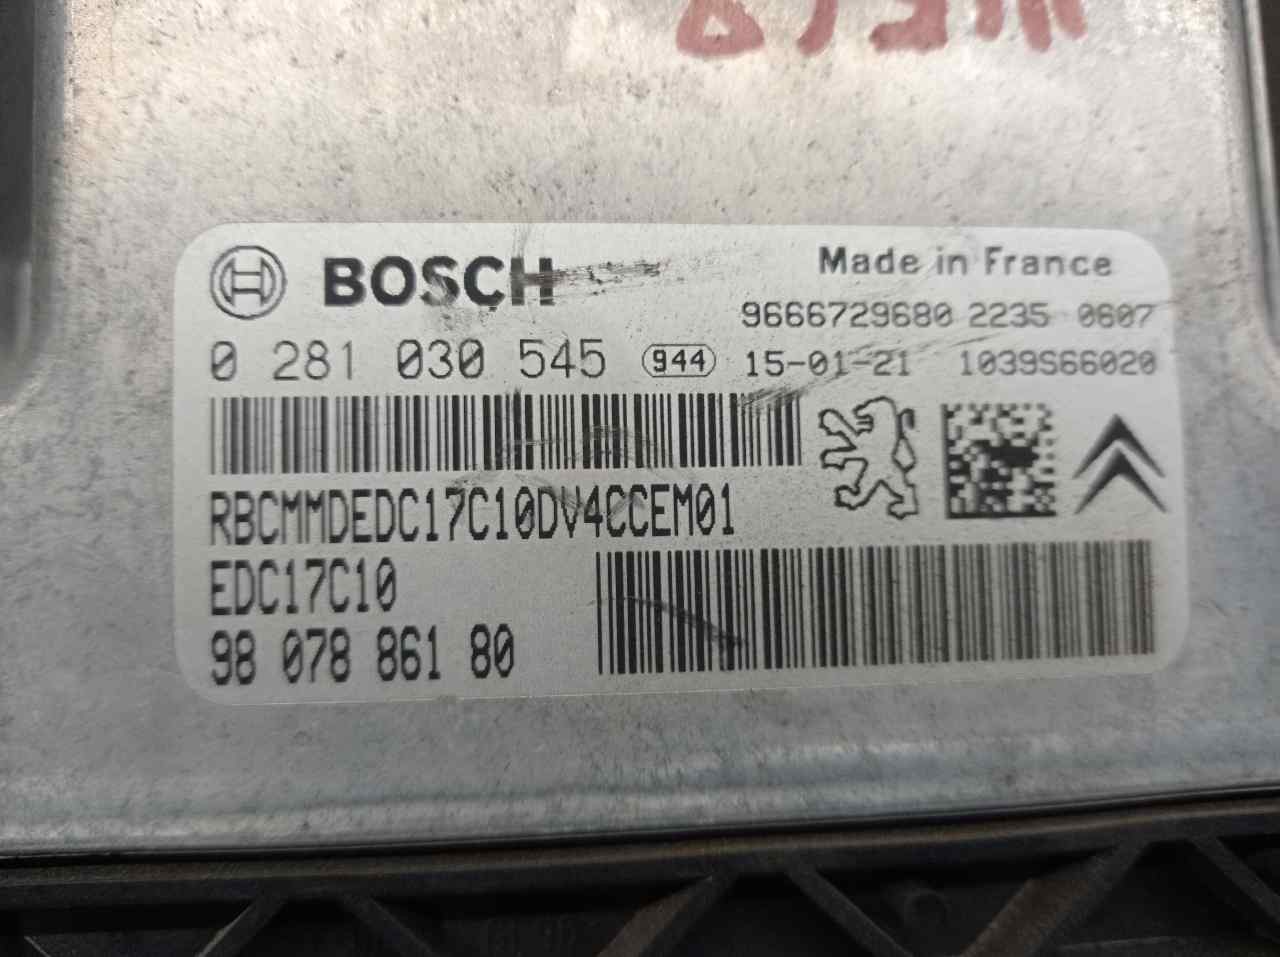 BOSCH
Made in France
9666729680 2235 0607
0 281 030 545 944 15-01-21 1039S66020
RBCMMDEDC17C10DV4CCEM01
EDC17C10
98 078 861 80